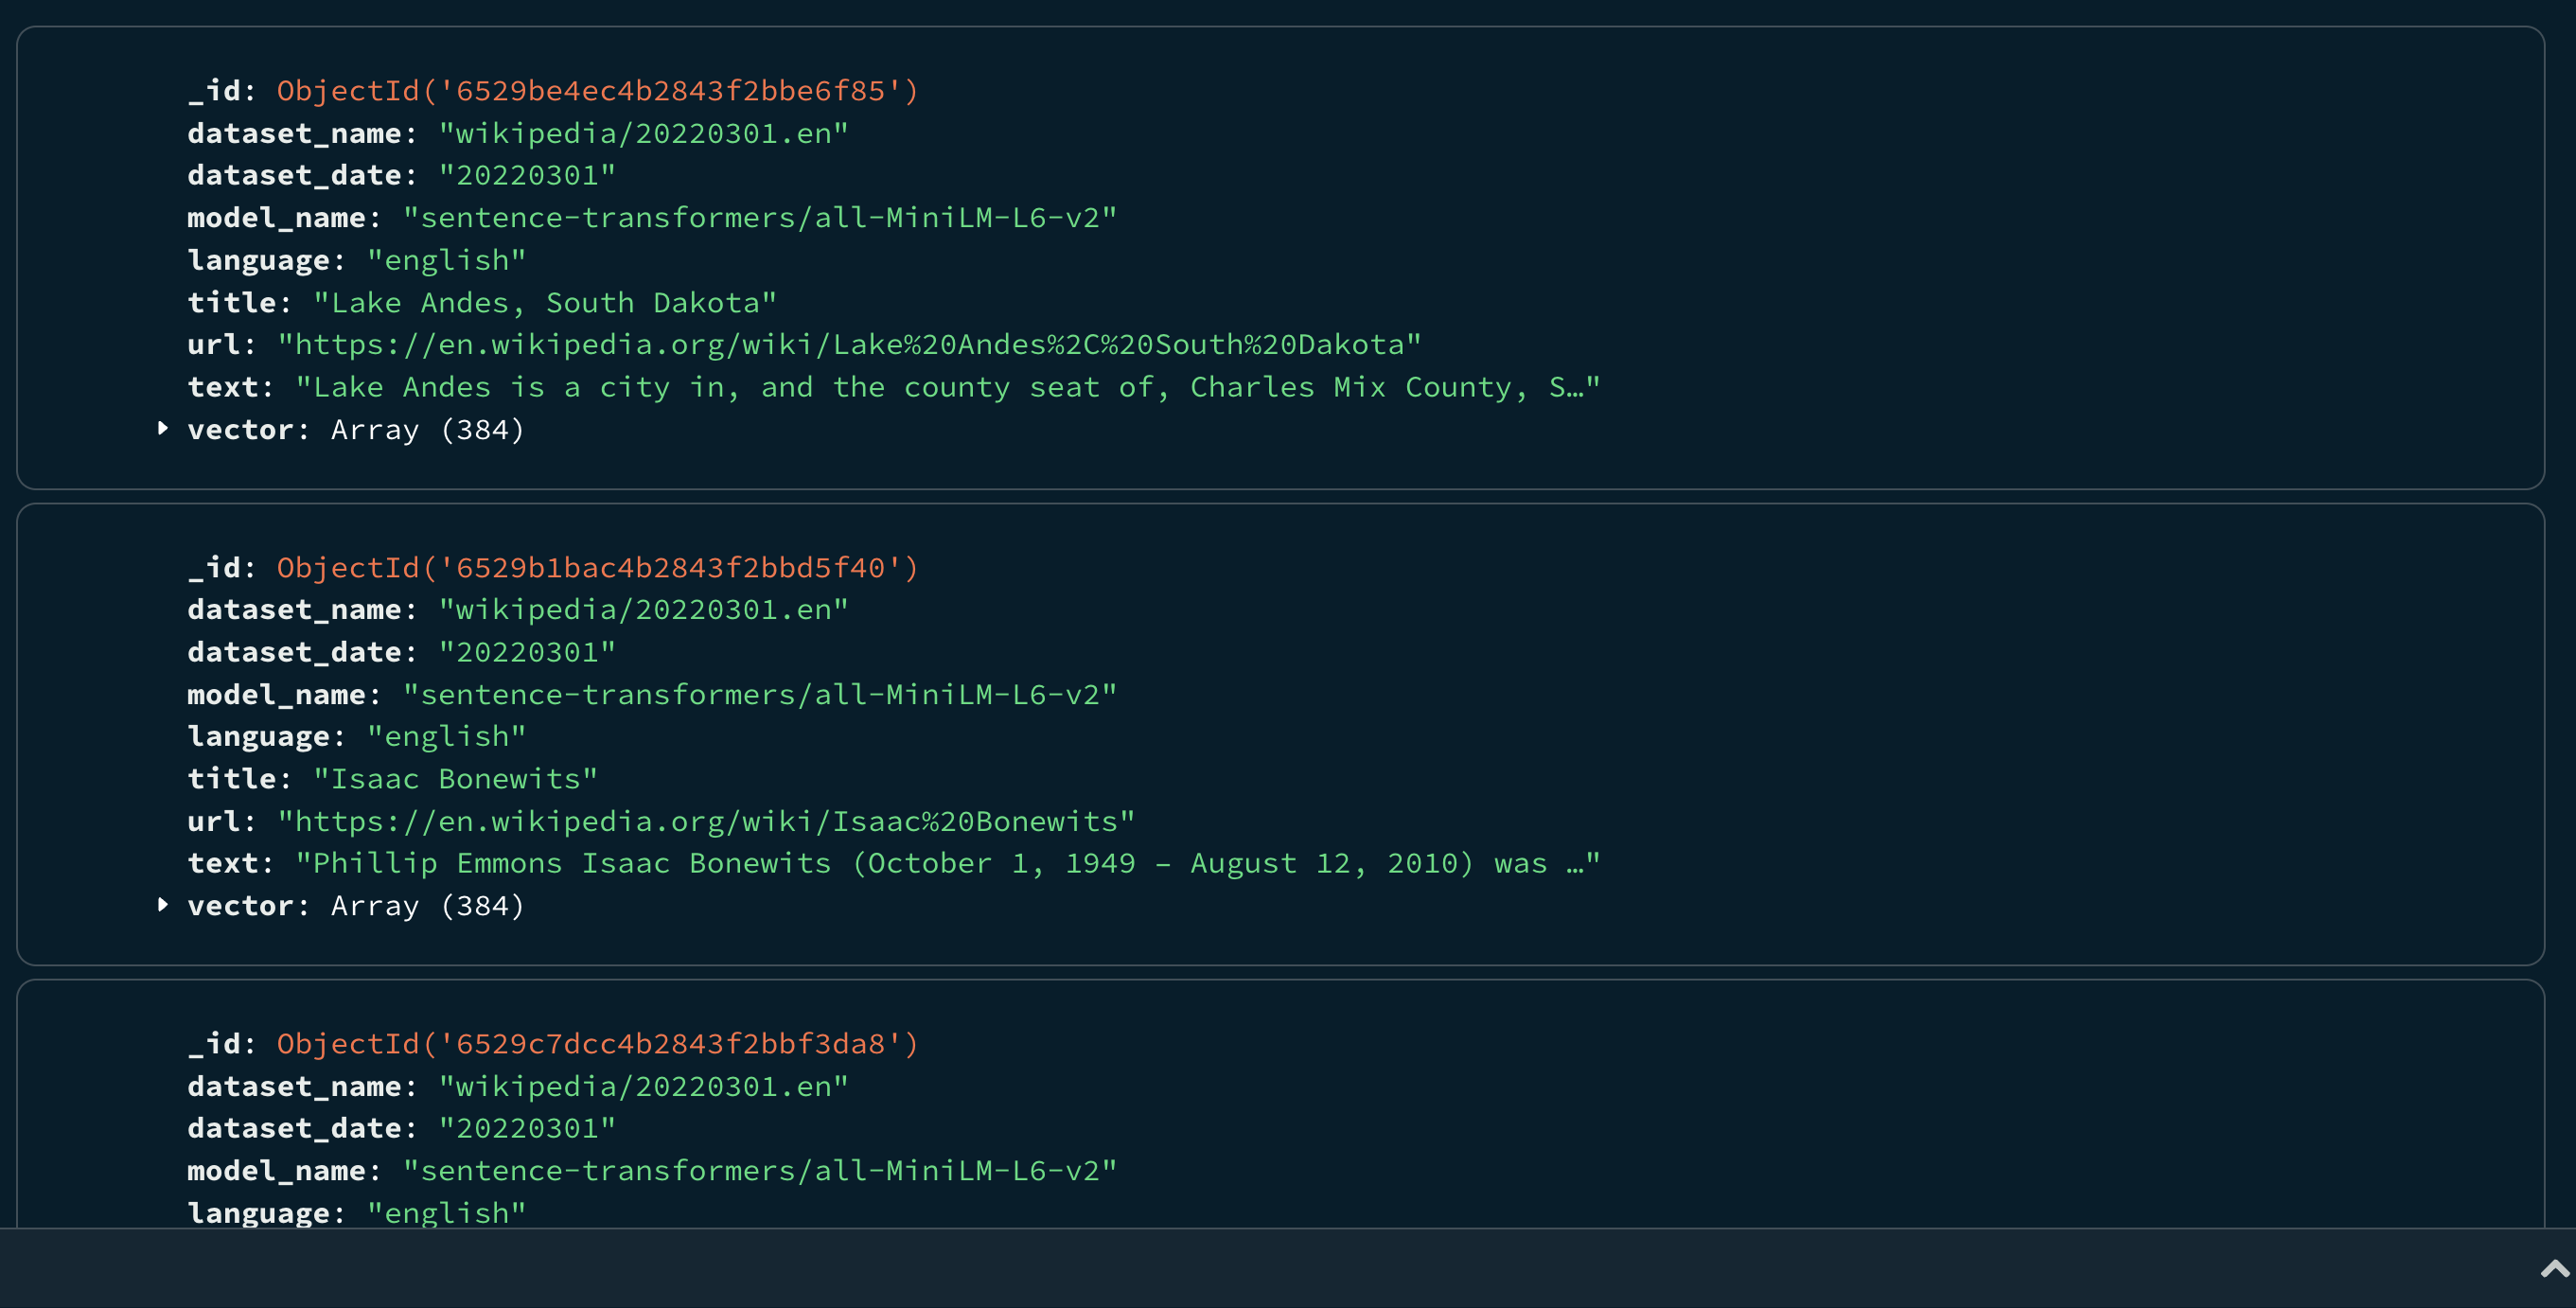 _id: ObjectId('6529be4ec4b2843f2bbe6f85')
dataset_name: "wikipedia/20220301.en"
dataset_date: "20220301"
model_name: "sentence-transformers/all-MiniLM-L6-v2"
language: "english"
title: "Lake Andes, South Dakota"
url: "https://en.wikipedia.org/wiki/Lake%20Andes%2C%20South%20Dakota"
text: "Lake Andes is a city in, and the county seat of, Charles Mix County, S…"
vector: Array (384)
_id: ObjectId('6529b1bac4b2843f2bbd5f40')
dataset_name: "wikipedia/20220301.en"
dataset_date: "20220301"
model_name: "sentence-transformers/all-MiniLM-L6-v2"
language: "english"
title: "Isaac Bonewits"
url: "https://en.wikipedia.org/wiki/Isaac%20Bonewits"
text: "Phillip Emmons Isaac Bonewits (October 1, 1949 – August 12, 2010) was …"
vector: Array (384)
_id: ObjectId('6529c7dcc4b2843f2bbf3da8')
dataset_name: "wikipedia/20220301.en"
dataset_date: "20220301"
model_name: "sentence-transformers/all-MiniLM-L6-v2"
language: "english"